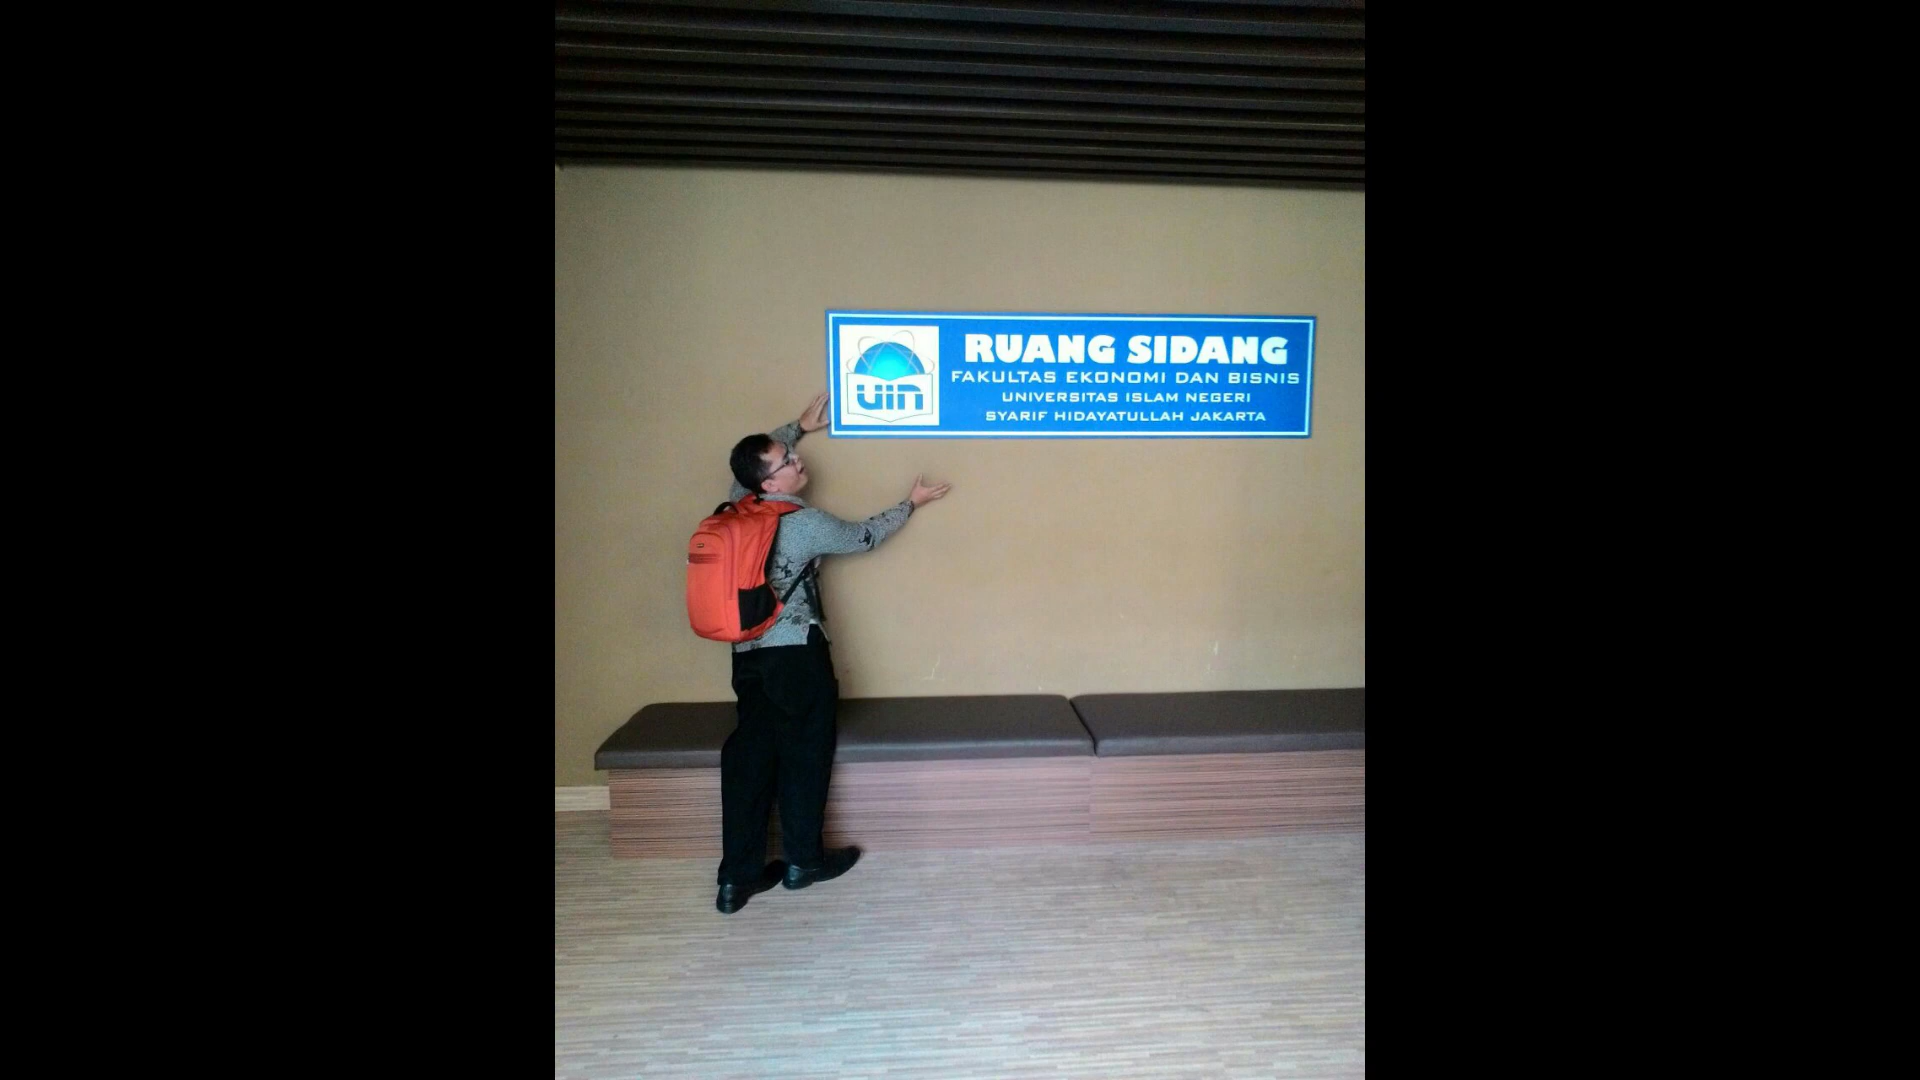 RUANG SIDANG
FAKULTAS EKONOMI DAN BISNIS
UNIVERSITAS ISLAM NEGERI
SYARIF HIDAYATULLAH JAKARTA
UIN